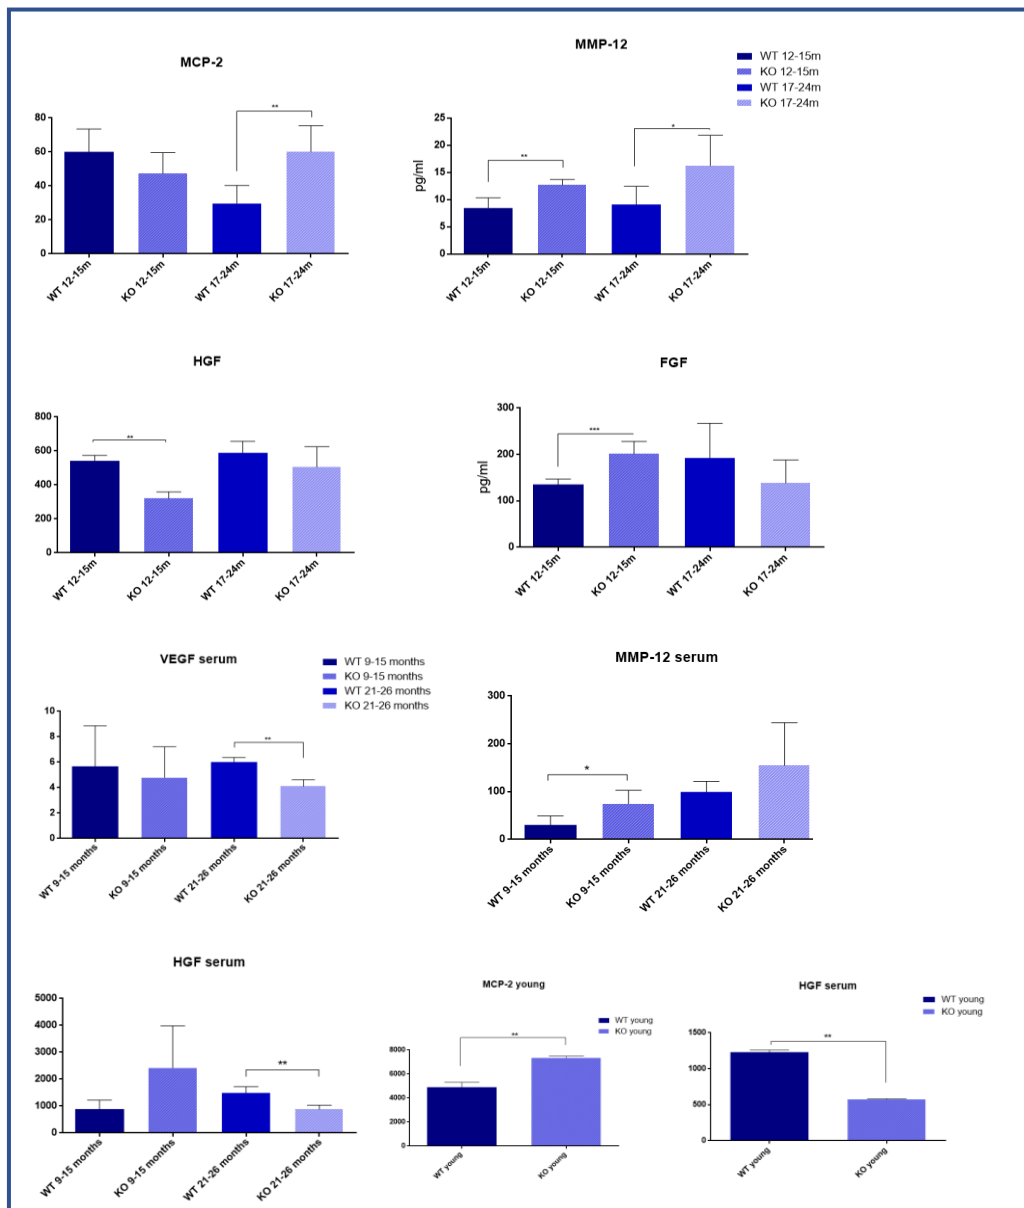 MCP-2
80
60
40
20
0
**
WT 12-15m
KO 12-15m
WT 17-24m
KO 17-24m
MMP-12
WT 12-15m
KO 12-15m
WT 17-24m
KO 17-24m
pg/ml
25
20
15
10
5
0
**
*
WT 12-15m
KO 12-15m
WT 17-24m
KO 17-24m
HGF
800
600
400
200
0
**
WT 12-15m
KO 12-15m
WT 17-24m
KO 17-24m
FGF
pg/ml
300
200
100
0
***
WT 12-15m
KO 12-15m
WT 17-24m
KO 17-24m
VEGF serum
WT 9-15 months
KO 9-15 months
WT 21-26 months
KO 21-26 months
10
8
6
4
2
0
**
WT 9-15 months
KO 9-15 months
WT 21-26 months
KO 21-26 months
MMP-12 serum
300
200
100
0
*
WT 9-15 months
KO 9-15 months
WT 21-26 months
KO 21-26 months
HGF serum
5000
4000
3000
2000
1000
0
**
WT 9-15 months
KO 9-15 months
WT 21-26 months
KO 21-26 months
MCP-2 young
WT young
KO young
8000
6000
4000
2000
0
**
WT young
KO young
HGF serum
WT young
KO young
1500
1000
500
0
**
WT young
KO young